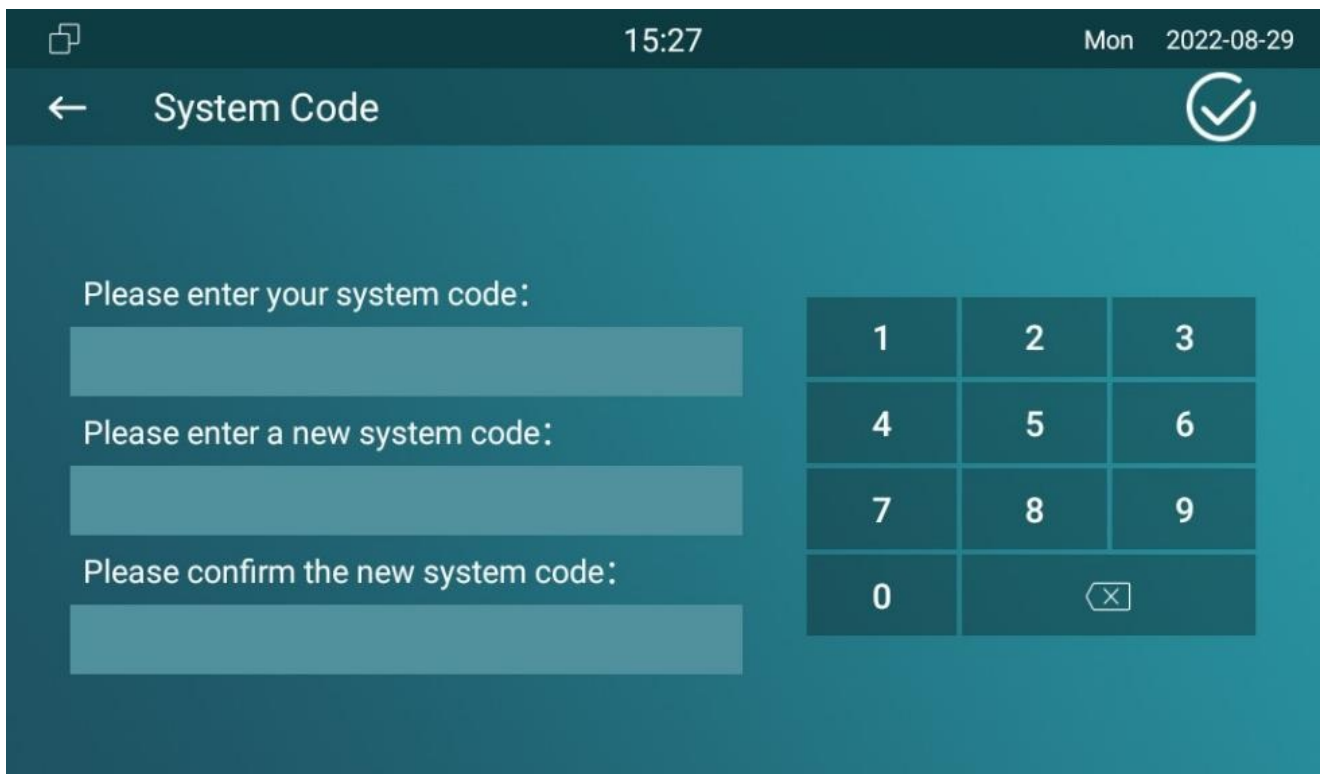 15:27
Mon 2022-08-29
System Code
Please enter your system code:
Please enter a new system code:
Please confirm the new system code:
1 2 3
4 5 6
7 8 9
0